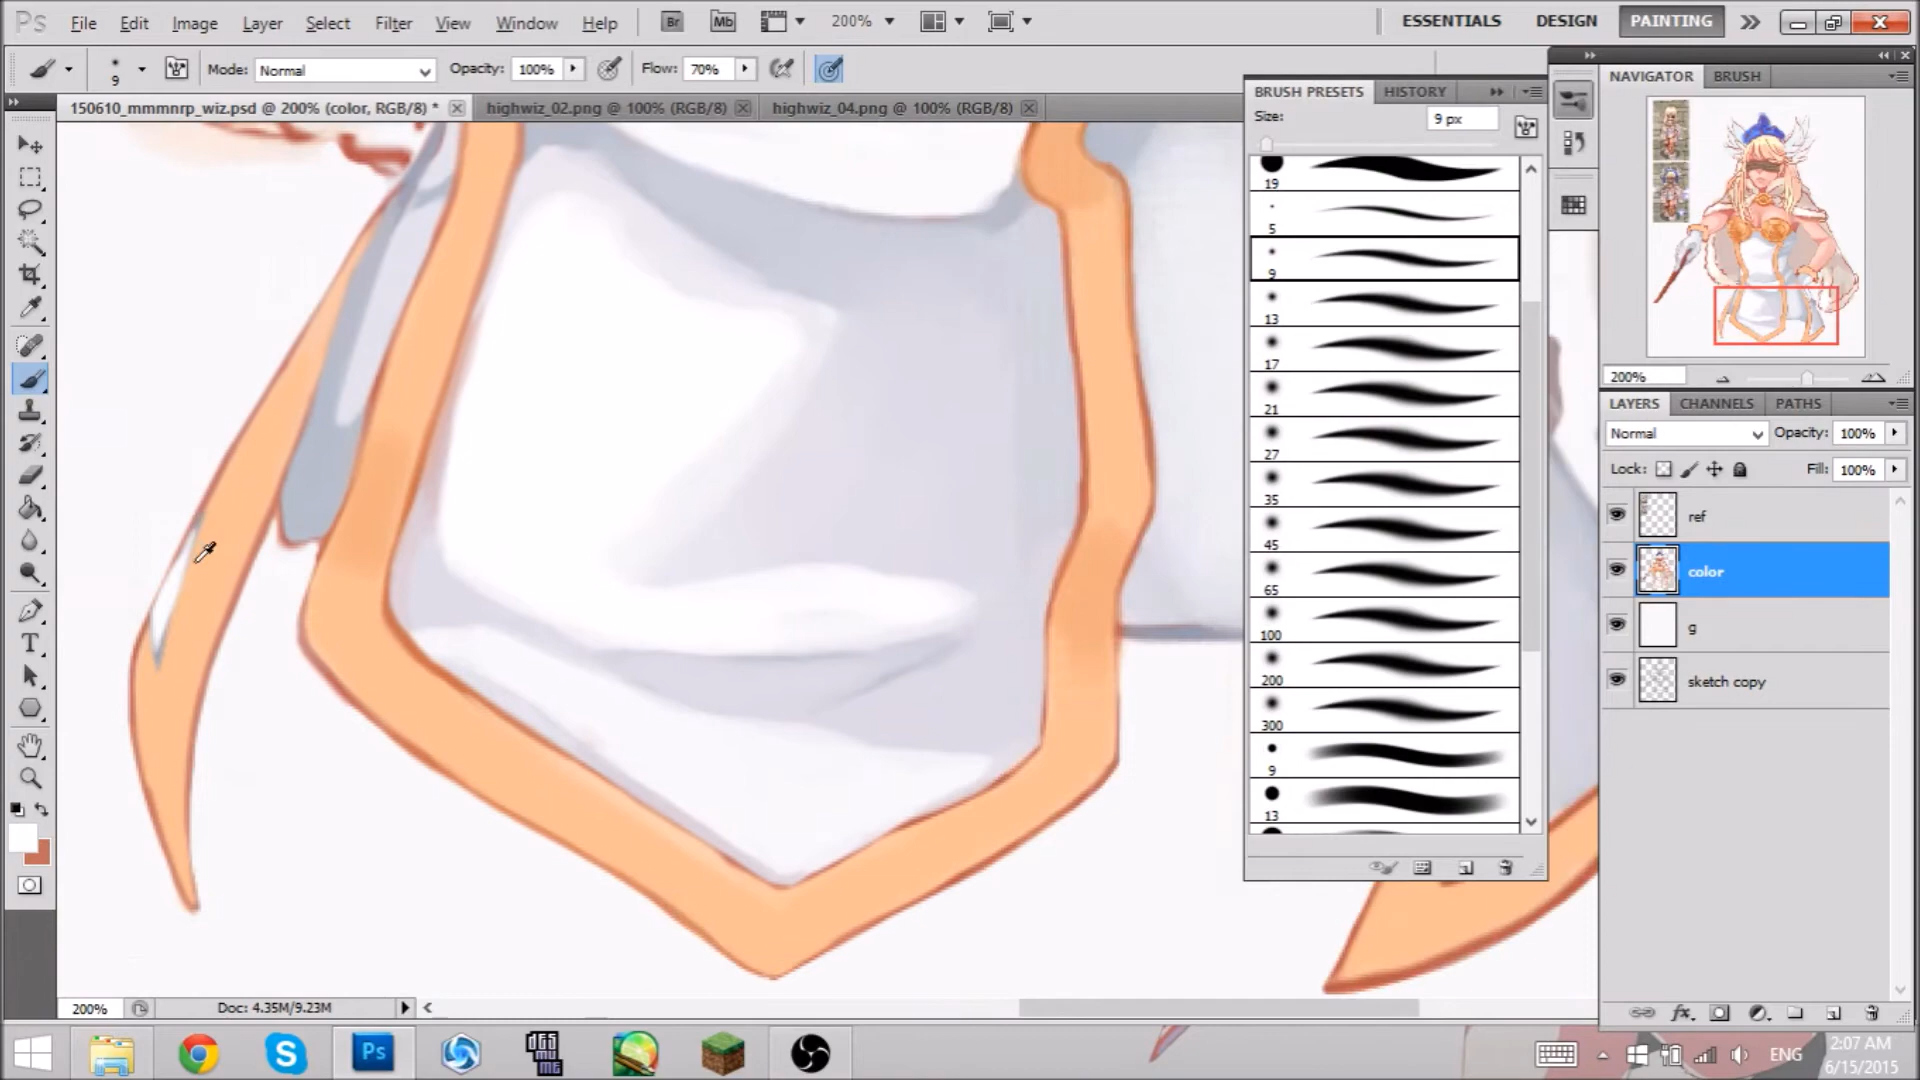 Ps File Edit Image Layer Select Filter Analysis View Window Help Br Mb 200% ESSENTIALS DESIGN PAINTING
9 Mode: Normal Opacity: 100% Flow: 70%
150610_mmmnrp_wiz.psd @ 200% (color, RGB/8) * highwiz_02.png @ 100% (RGB/8) highwiz_04.png @ 100% (RGB/8)
BRUSH PRESETS HISTORY
Size: 9 px
19
5
9
13
17
21
27
35
45
65
100
200
300
9
13
NAVIGATOR BRUSH
200%
LAYERS CHANNELS PATHS
Normal Opacity: 100%
Lock: Fill: 100%
ref
color
g
sketch copy
T
200% Doc: 4.35M/9.23M
S Ps ENG 2:07 AM
6/15/2015